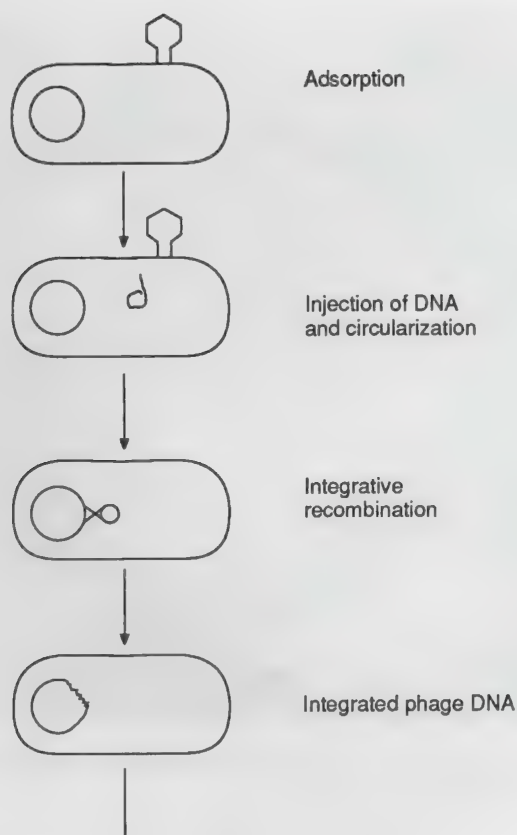 Adsorption
Injection of DNA
and circularization
Integrative
recombination
Integrated phage DNA